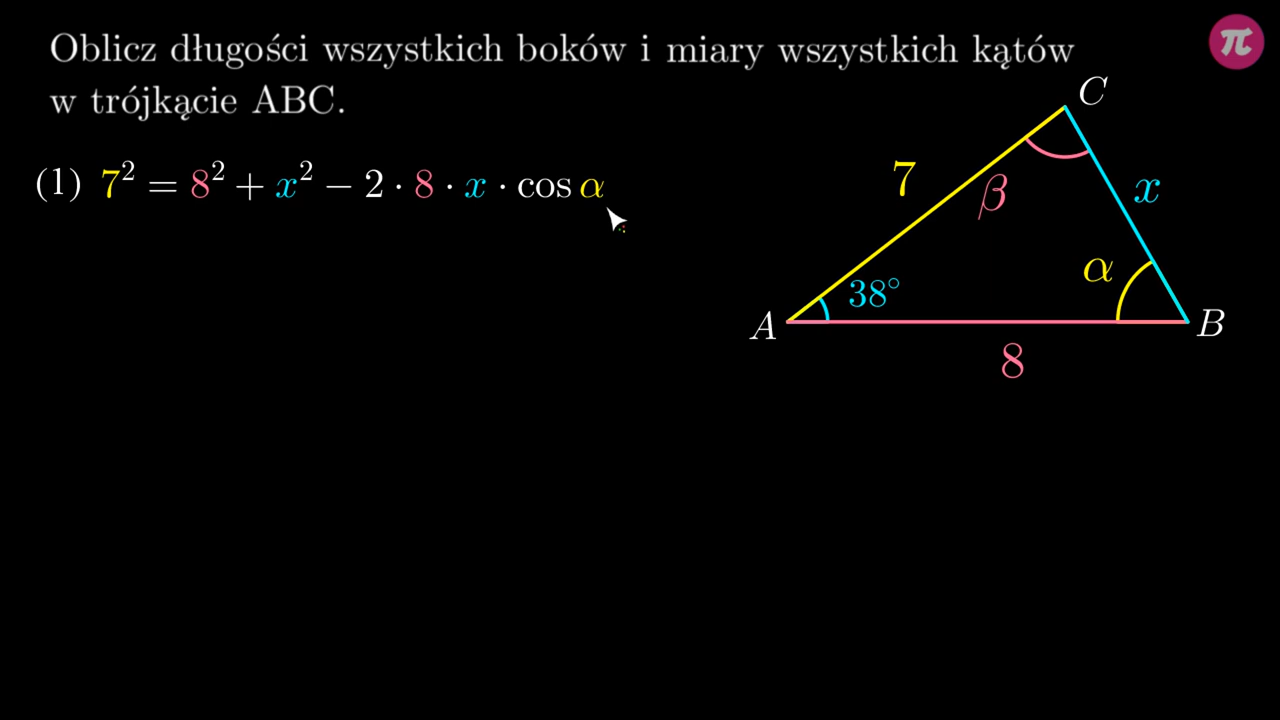 Oblicz długości wszystkich boków i miary wszystkich kątów
w trójkącie ABC.
(1) 7² = 8² + x² − 2 · 8 · x · cos α
C
7
x
β
α
38°
A
B
8
π